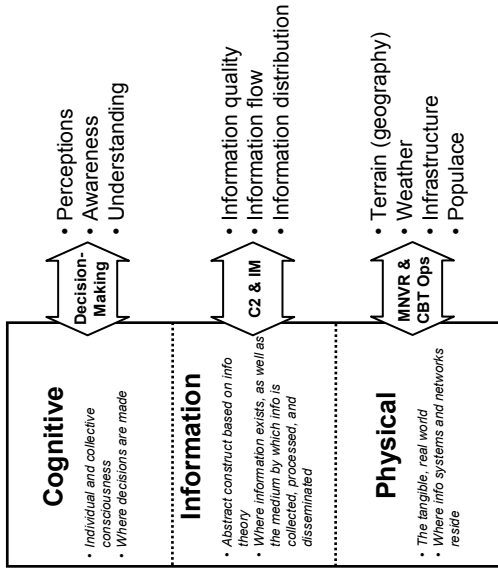 Cognitive
• Individual and collective
consciousness
• Where decisions are made
Decision-
Making
• Perceptions
• Awareness
• Understanding
Information
• Abstract construct based on info
theory
• Where information exists, as well as
the medium by which info is
collected, processed, and
disseminated
C2 & IM
• Information quality
• Information flow
• Information distribution
Physical
• The tangible, real world
• Where info systems and networks
reside
MNVR &
CBT Ops
• Terrain (geography)
• Weather
• Infrastructure
• Populace